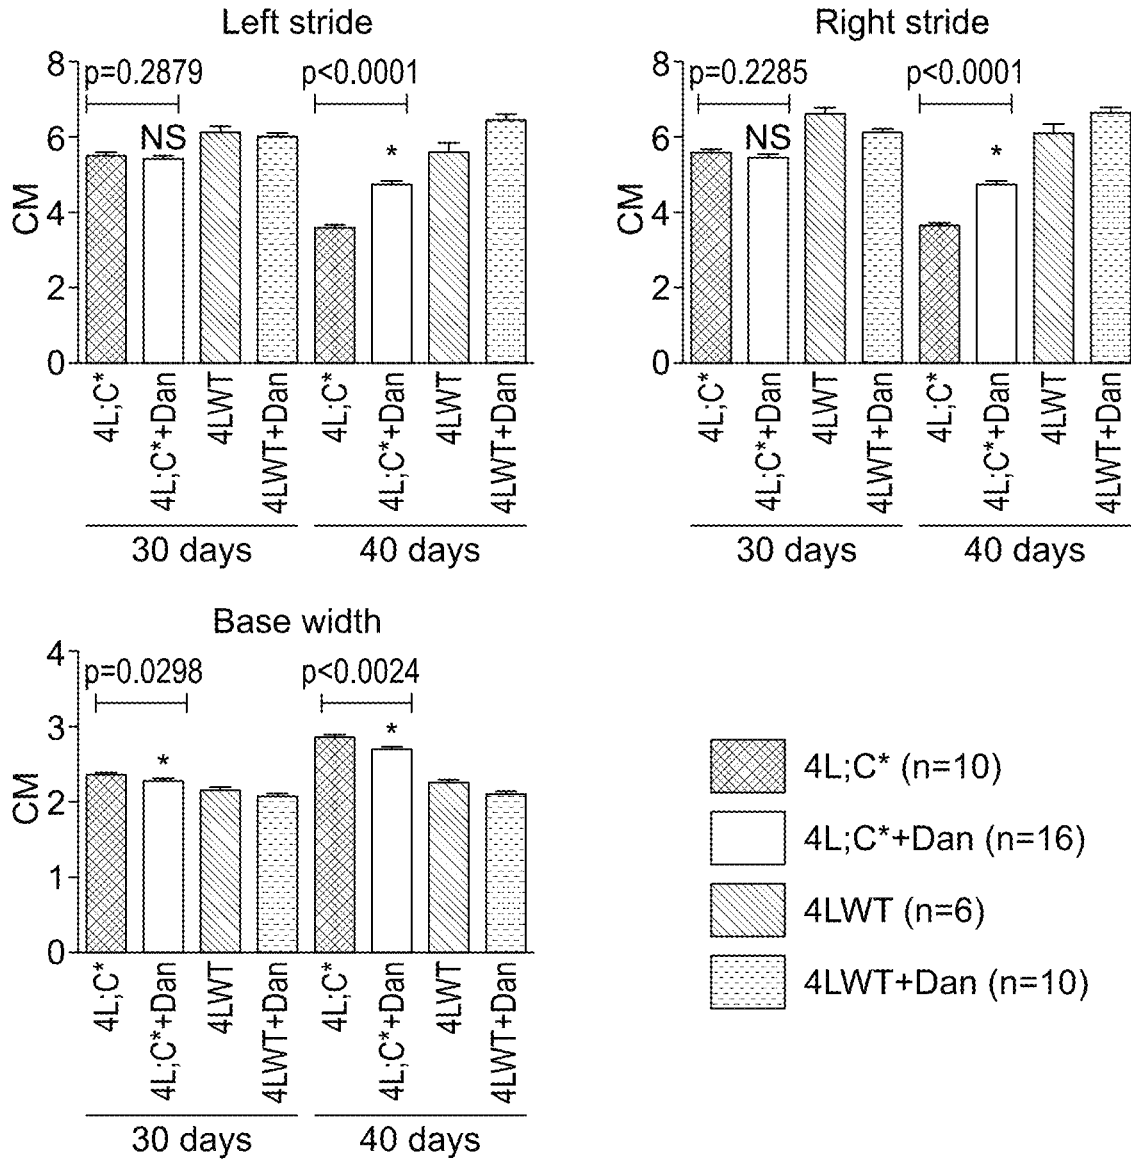 Left stride
8
6
4
2
0
CM
p=0.2879
NS
p<0.0001
*
4L;C*
4L;C*+Dan
4LWT
4LWT+Dan
4L;C*
4L;C*+Dan
4LWT
4LWT+Dan
30 days
40 days
Right stride
8
6
4
2
0
CM
p=0.2285
NS
p<0.0001
*
4L;C*
4L;C*+Dan
4LWT
4LWT+Dan
4L;C*
4L;C*+Dan
4LWT
4LWT+Dan
30 days
40 days
Base width
4
3
2
1
0
CM
p=0.0298
*
p<0.0024
*
4L;C*
4L;C*+Dan
4LWT
4LWT+Dan
4L;C*
4L;C*+Dan
4LWT
4LWT+Dan
30 days
40 days
4L;C* (n=10)
4L;C*+Dan (n=16)
4LWT (n=6)
4LWT+Dan (n=10)